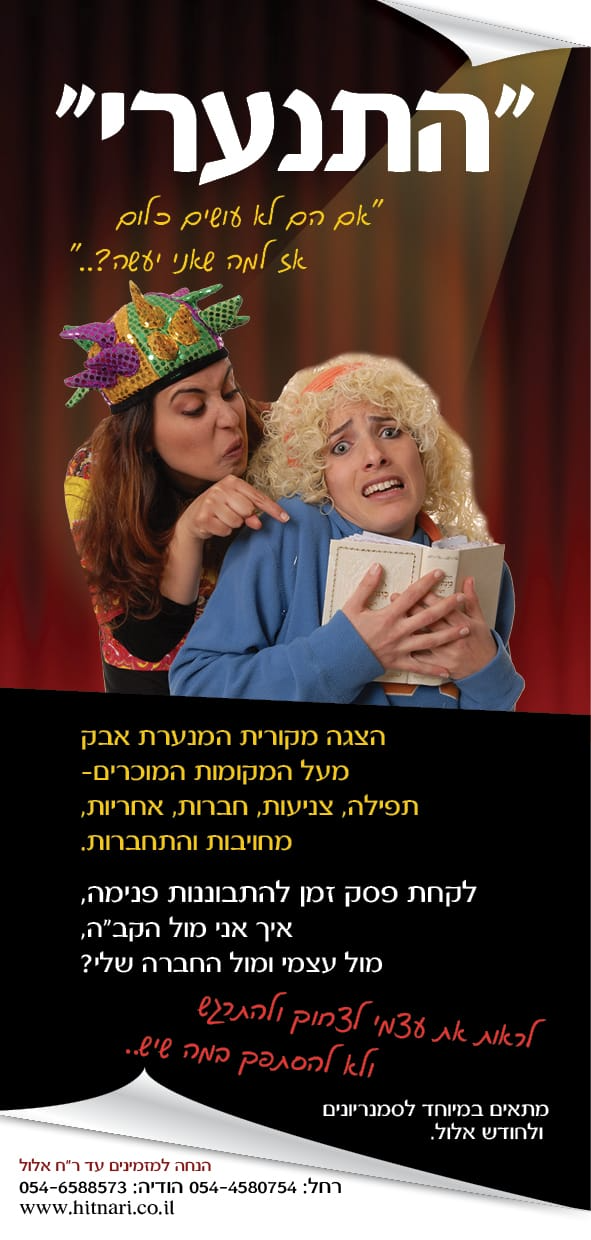 "התנערי"
"אם הם לא עושים כלום
אז למה שאני יעשה?.."
הצגה מקורית המנערת אבק
מעל המקומות המוכרים-
תפילה, צניעות, חברות, אחריות,
מחויבות והתחברות.
לקחת פסק זמן להתבוננות פנימה,
איך אני מול הקב"ה,
מול עצמי ומול החברה שלי?
לראות את עצמי לצחוק ולהתרגש
ולא להסתפק במה שיש..
מתאים במיוחד לסמנריונים
ולחודש אלול.
הנחה למזמינים עד ר"ח אלול
רחל: 054-4580754 הודיה: 054-6588573
www.hitnari.co.il